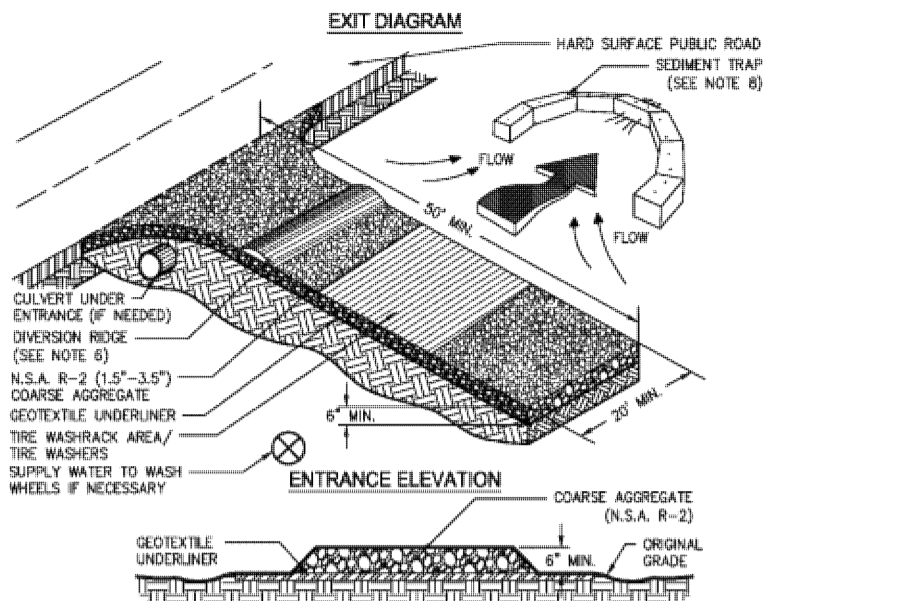 EXIT DIAGRAM
HARD SURFACE PUBLIC ROAD
SEDIMENT TRAP
(SEE NOTE 8)
FLOW
50' MIN.
FLOW
CULVERT UNDER
ENTRANCE (IF NEEDED)
DIVERSION RIDGE
(SEE NOTE 6)
N.S.A. R-2 (1.5"-3.5")
COARSE AGGREGATE
GEOTEXTILE UNDERLINER
TIRE WASHRACK AREA/
TIRE WASHERS
SUPPLY WATER TO WASH
WHEELS IF NECESSARY
6" MIN.
20' MIN.
ENTRANCE ELEVATION
COARSE AGGREGATE
(N.S.A. R-2)
GEOTEXTILE
UNDERLINER
6" MIN.
ORIGINAL
GRADE